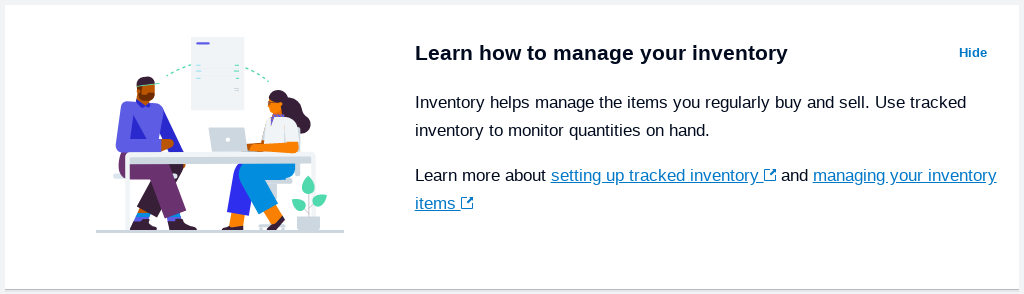 Learn how to manage your inventory
Hide
Inventory helps manage the items you regularly buy and sell. Use tracked
inventory to monitor quantities on hand.
Learn more about setting up tracked inventory and managing your inventory
items